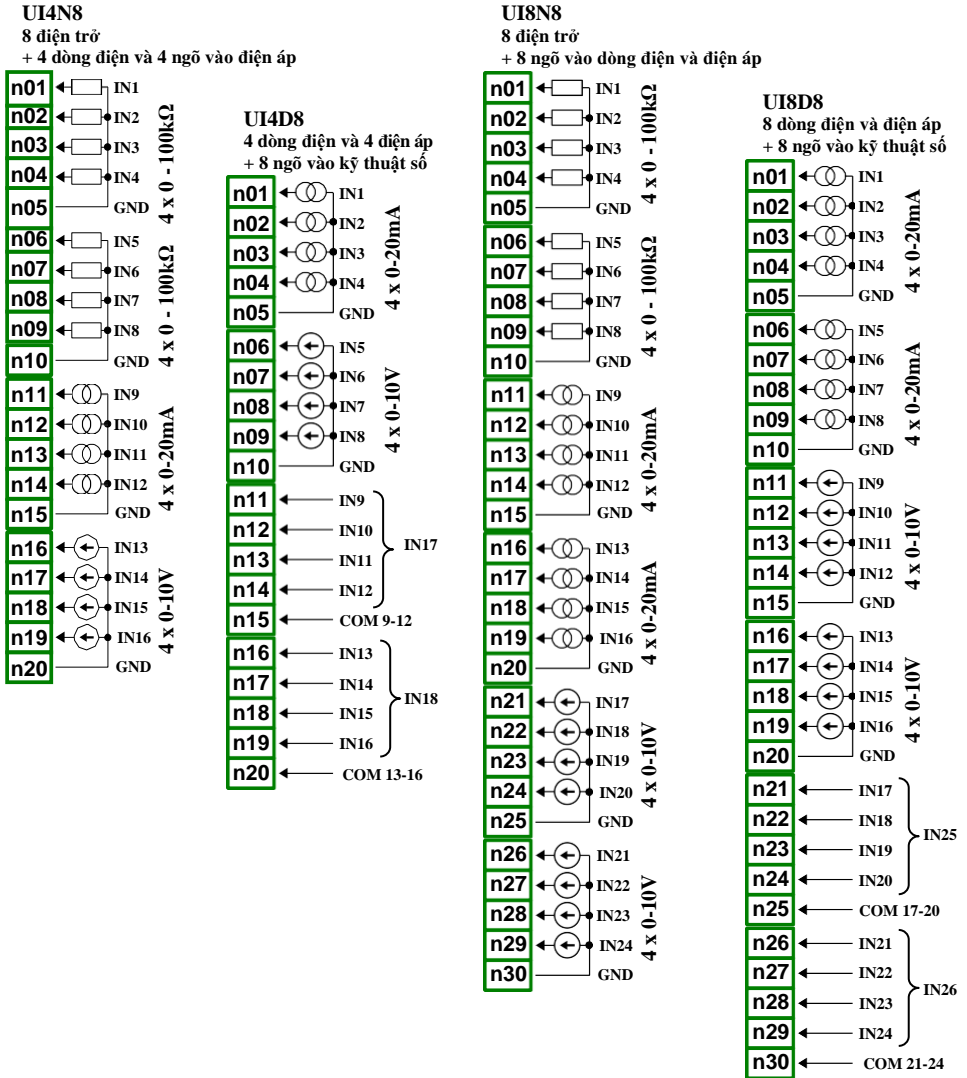 UI4N8
8 điện trở
+ 4 dòng điện và 4 ngõ vào điện áp
n01 IN1
n02 IN2
n03 IN3
n04 IN4
n05 GND
4 x 0 - 100kΩ
n06 IN5
n07 IN6
n08 IN7
n09 IN8
n10 GND
4 x 0 - 100kΩ
n11 IN9
n12 IN10
n13 IN11
n14 IN12
n15 GND
4 x 0-20mA
n16 IN13
n17 IN14
n18 IN15
n19 IN16
n20 GND
4 x 0-10V
UI4D8
4 dòng điện và 4 điện áp
+ 8 ngõ vào kỹ thuật số
n01 IN1
n02 IN2
n03 IN3
n04 IN4
n05 GND
4 x 0-20mA
n06 IN5
n07 IN6
n08 IN7
n09 IN8
n10 GND
4 x 0-10V
n11 IN9
n12 IN10
n13 IN11
n14 IN12
IN17
n15 COM 9-12
n16 IN13
n17 IN14
n18 IN15
n19 IN16
IN18
n20 COM 13-16
UI8N8
8 điện trở
+ 8 ngõ vào dòng điện và điện áp
n01 IN1
n02 IN2
n03 IN3
n04 IN4
n05 GND
4 x 0 - 100kΩ
n06 IN5
n07 IN6
n08 IN7
n09 IN8
n10 GND
4 x 0 - 100kΩ
n11 IN9
n12 IN10
n13 IN11
n14 IN12
n15 GND
4 x 0-20mA
n16 IN13
n17 IN14
n18 IN15
n19 IN16
n20 GND
4 x 0-20mA
n21 IN17
n22 IN18
n23 IN19
n24 IN20
n25 GND
4 x 0-10V
n26 IN21
n27 IN22
n28 IN23
n29 IN24
n30 GND
4 x 0-10V
UI8D8
8 dòng điện và điện áp
+ 8 ngõ vào kỹ thuật số
n01 IN1
n02 IN2
n03 IN3
n04 IN4
n05 GND
4 x 0-20mA
n06 IN5
n07 IN6
n08 IN7
n09 IN8
n10 GND
4 x 0-20mA
n11 IN9
n12 IN10
n13 IN11
n14 IN12
n15 GND
4 x 0-10V
n16 IN13
n17 IN14
n18 IN15
n19 IN16
n20 GND
4 x 0-10V
n21 IN17
n22 IN18
n23 IN19
n24 IN20
IN25
n25 COM 17-20
n26 IN21
n27 IN22
n28 IN23
n29 IN24
IN26
n30 COM 21-24